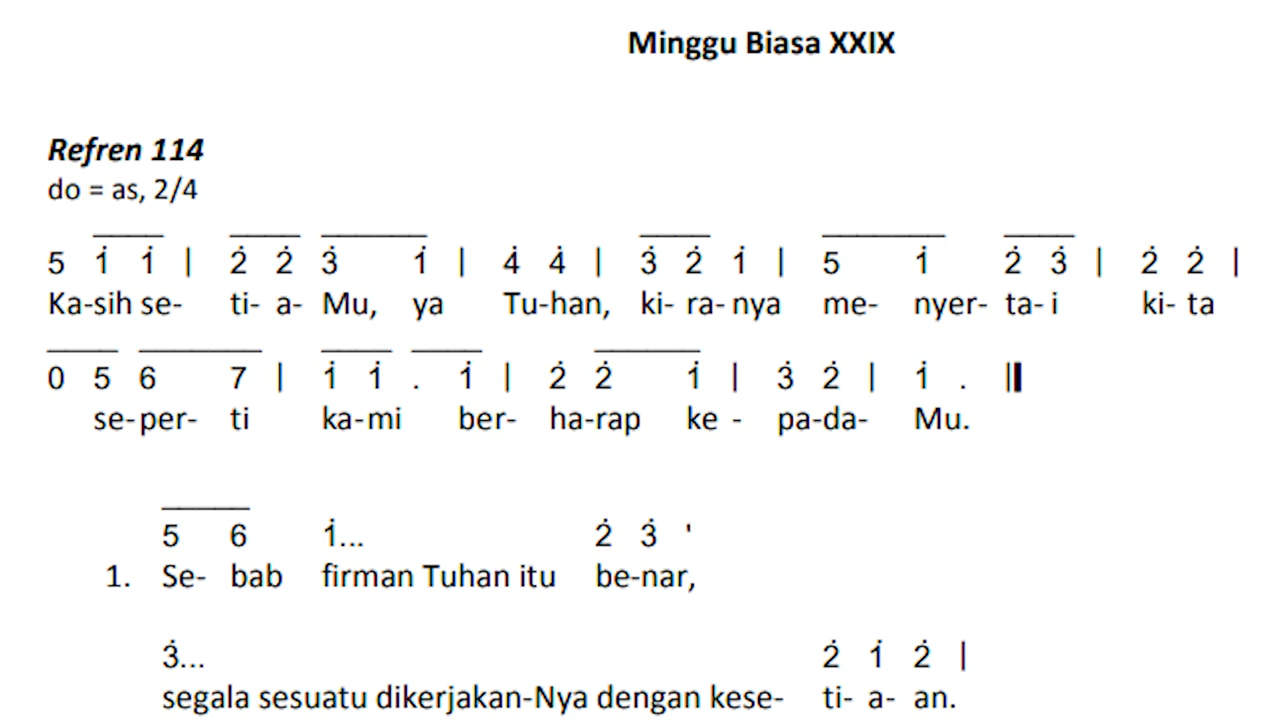 Minggu Biasa XXIX
Refren 114
do = as, 2/4
5 1̇ 1̇ | 2̇ 2̇ 3̇ 1̇ | 4̇ 4̇ | 3̇ 2̇ 1̇ | 5 1̇ 2̇ 3̇ | 2̇ 2̇ |
Ka-sih se- ti- a- Mu, ya Tu-han, ki- ra- nya me- nyer- ta- i ki- ta
0 5 6 7 | 1̇ 1̇ . 1̇ | 2̇ 2̇ 1̇ | 3̇ 2̇ | 1̇ . ||
se-per- ti ka-mi ber- ha-rap ke - pa-da- Mu.
5 6 1̇... 2̇ 3̇ '
1. Se- bab firman Tuhan itu be-nar,
3̇... 2̇ 1̇ 2̇ |
segala sesuatu dikerjakan-Nya dengan kese- ti- a- an.